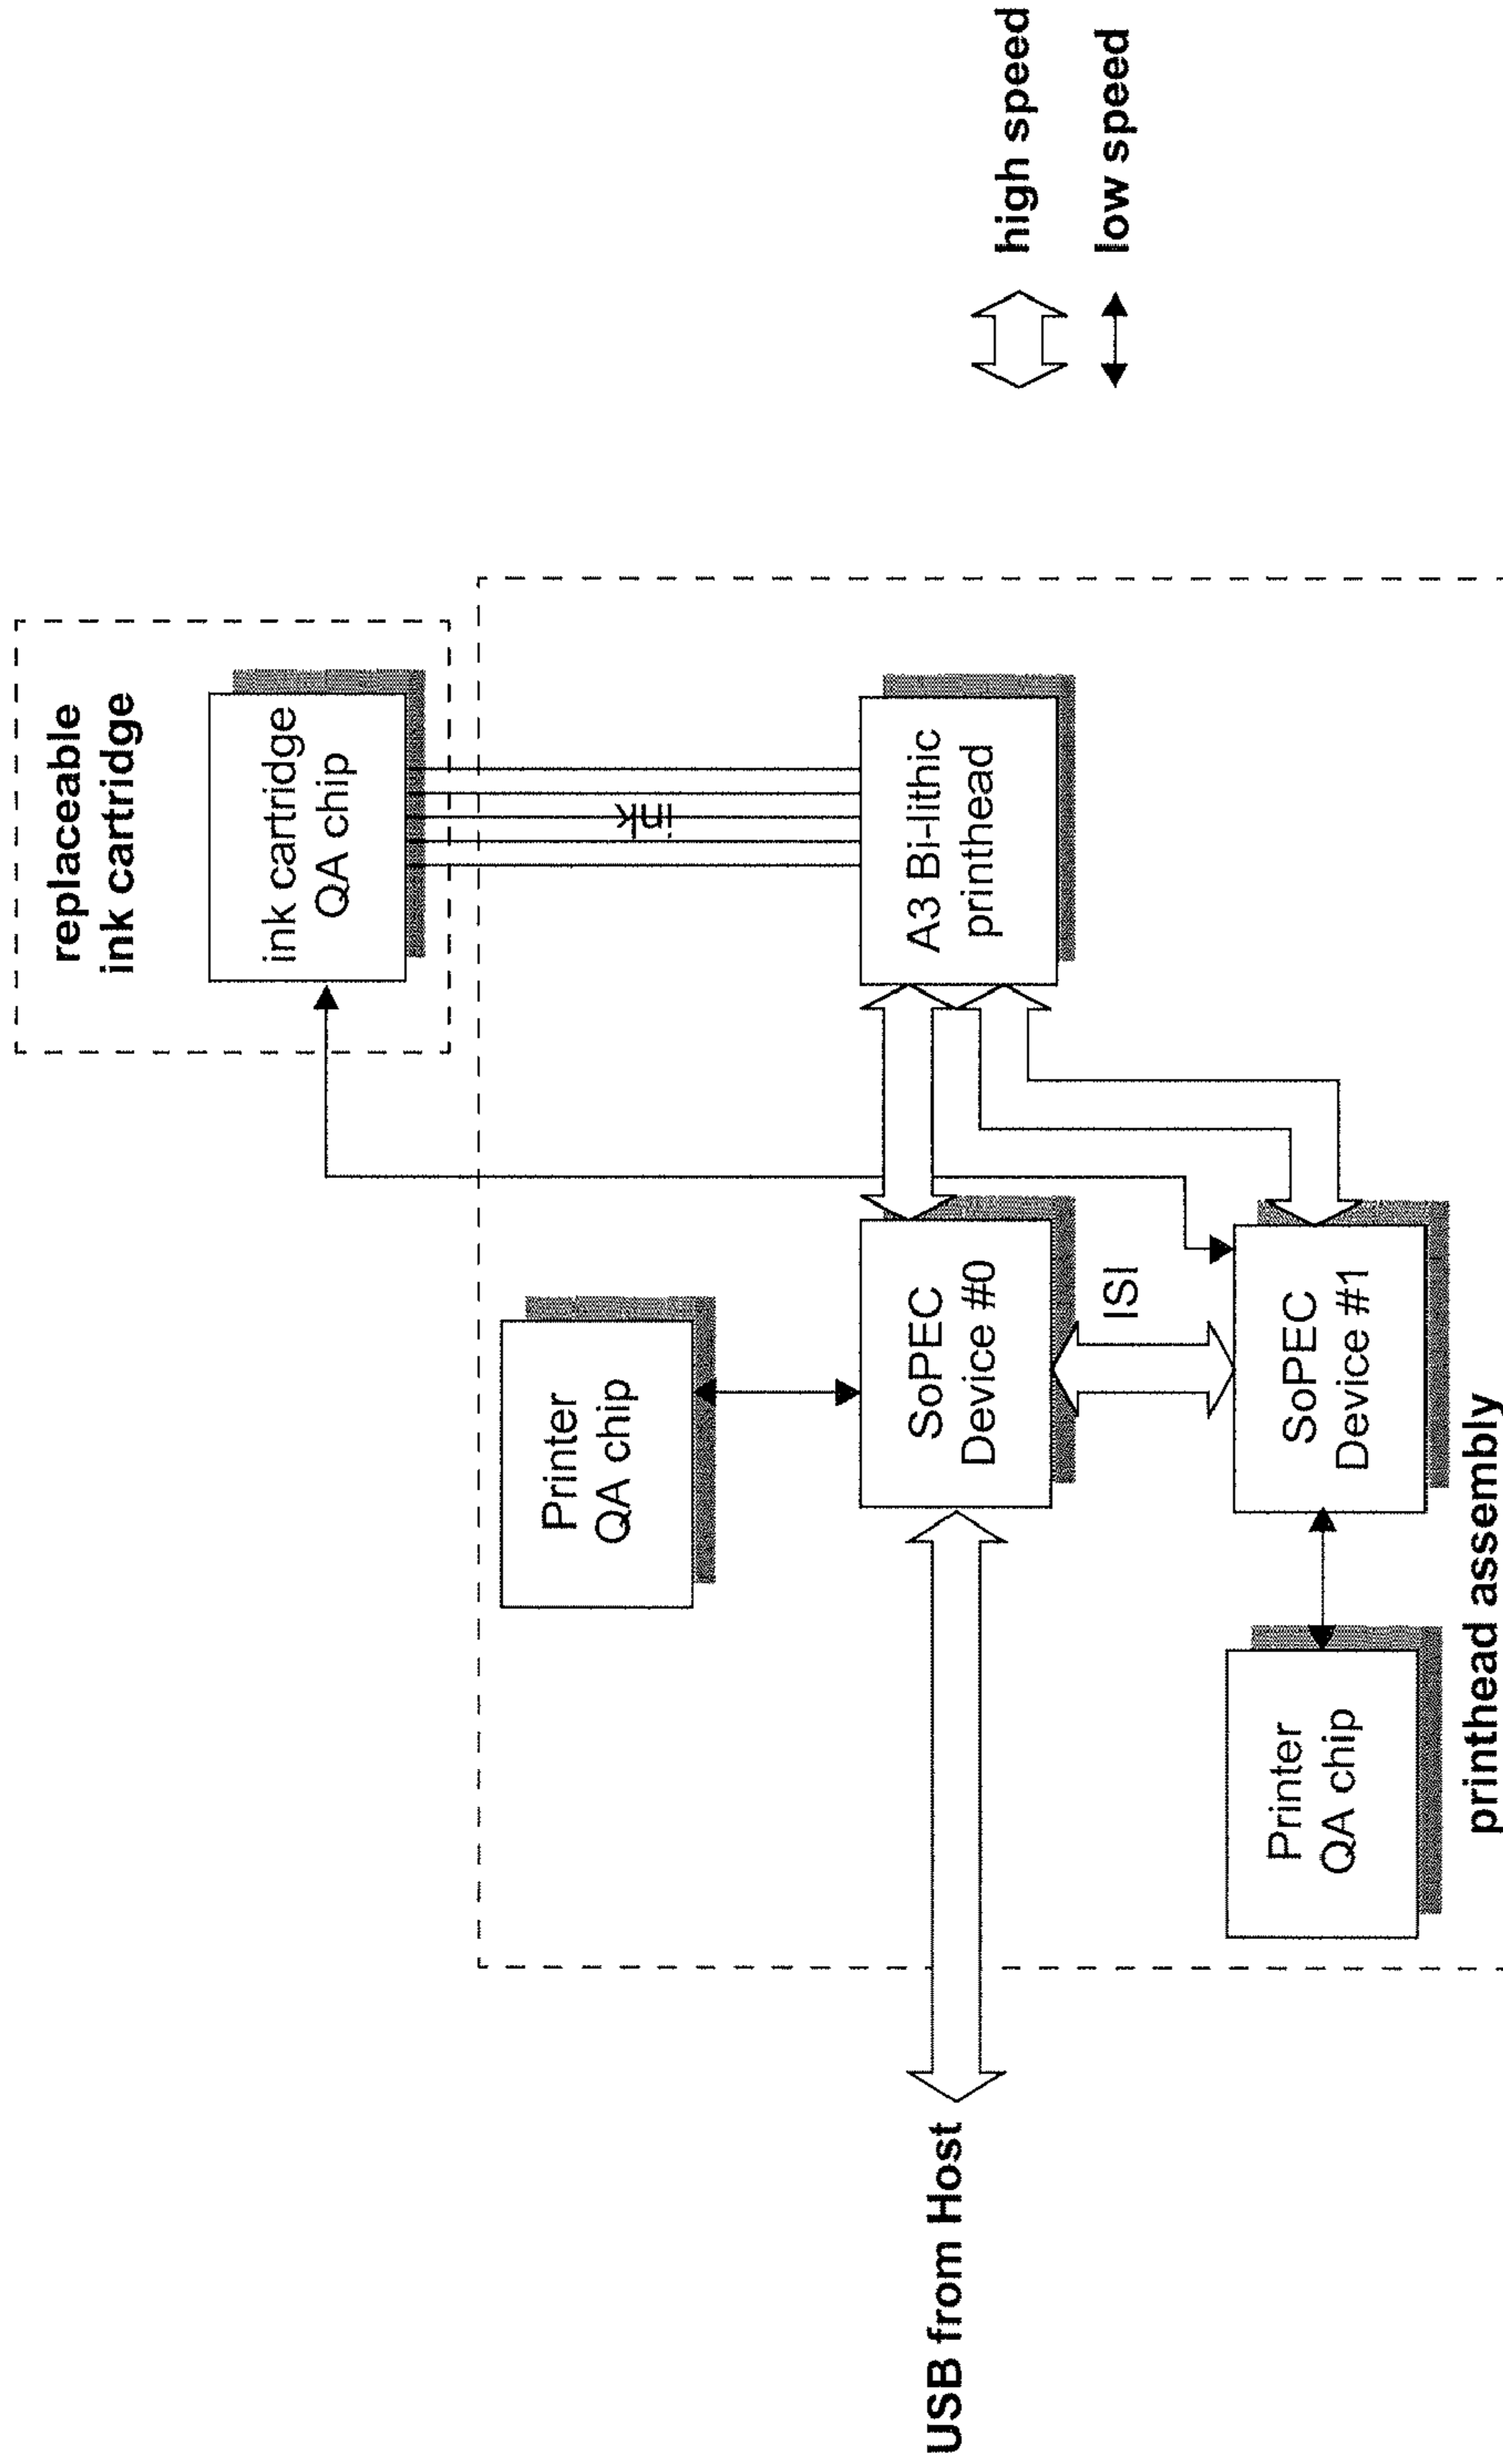 replaceable
ink cartridge
ink cartridge
QA chip
ink
Printer
QA chip
USB from Host
SoPEC
Device #0
A3 Bi-lithic
printhead
ISI
Printer
QA chip
SoPEC
Device #1
printhead assembly
high speed
low speed